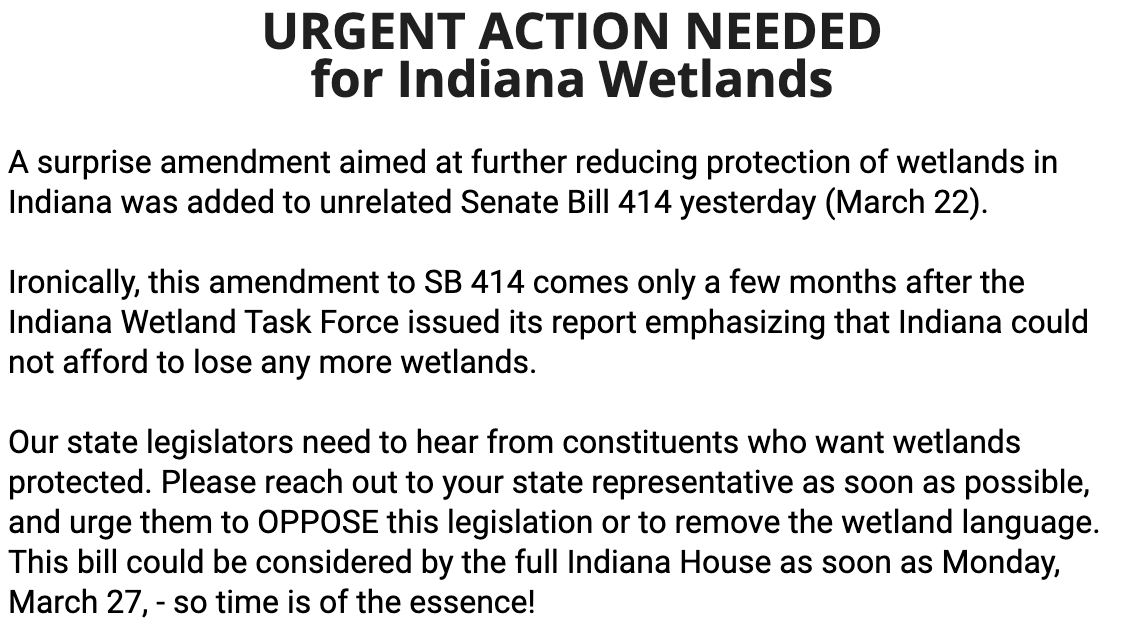 URGENT ACTION NEEDED
for Indiana Wetlands
A surprise amendment aimed at further reducing protection of wetlands in
Indiana was added to unrelated Senate Bill 414 yesterday (March 22).
Ironically, this amendment to SB 414 comes only a few months after the
Indiana Wetland Task Force issued its report emphasizing that Indiana could
not afford to lose any more wetlands.
Our state legislators need to hear from constituents who want wetlands
protected. Please reach out to your state representative as soon as possible,
and urge them to OPPOSE this legislation or to remove the wetland language.
This bill could be considered by the full Indiana House as soon as Monday,
March 27, - so time is of the essence!